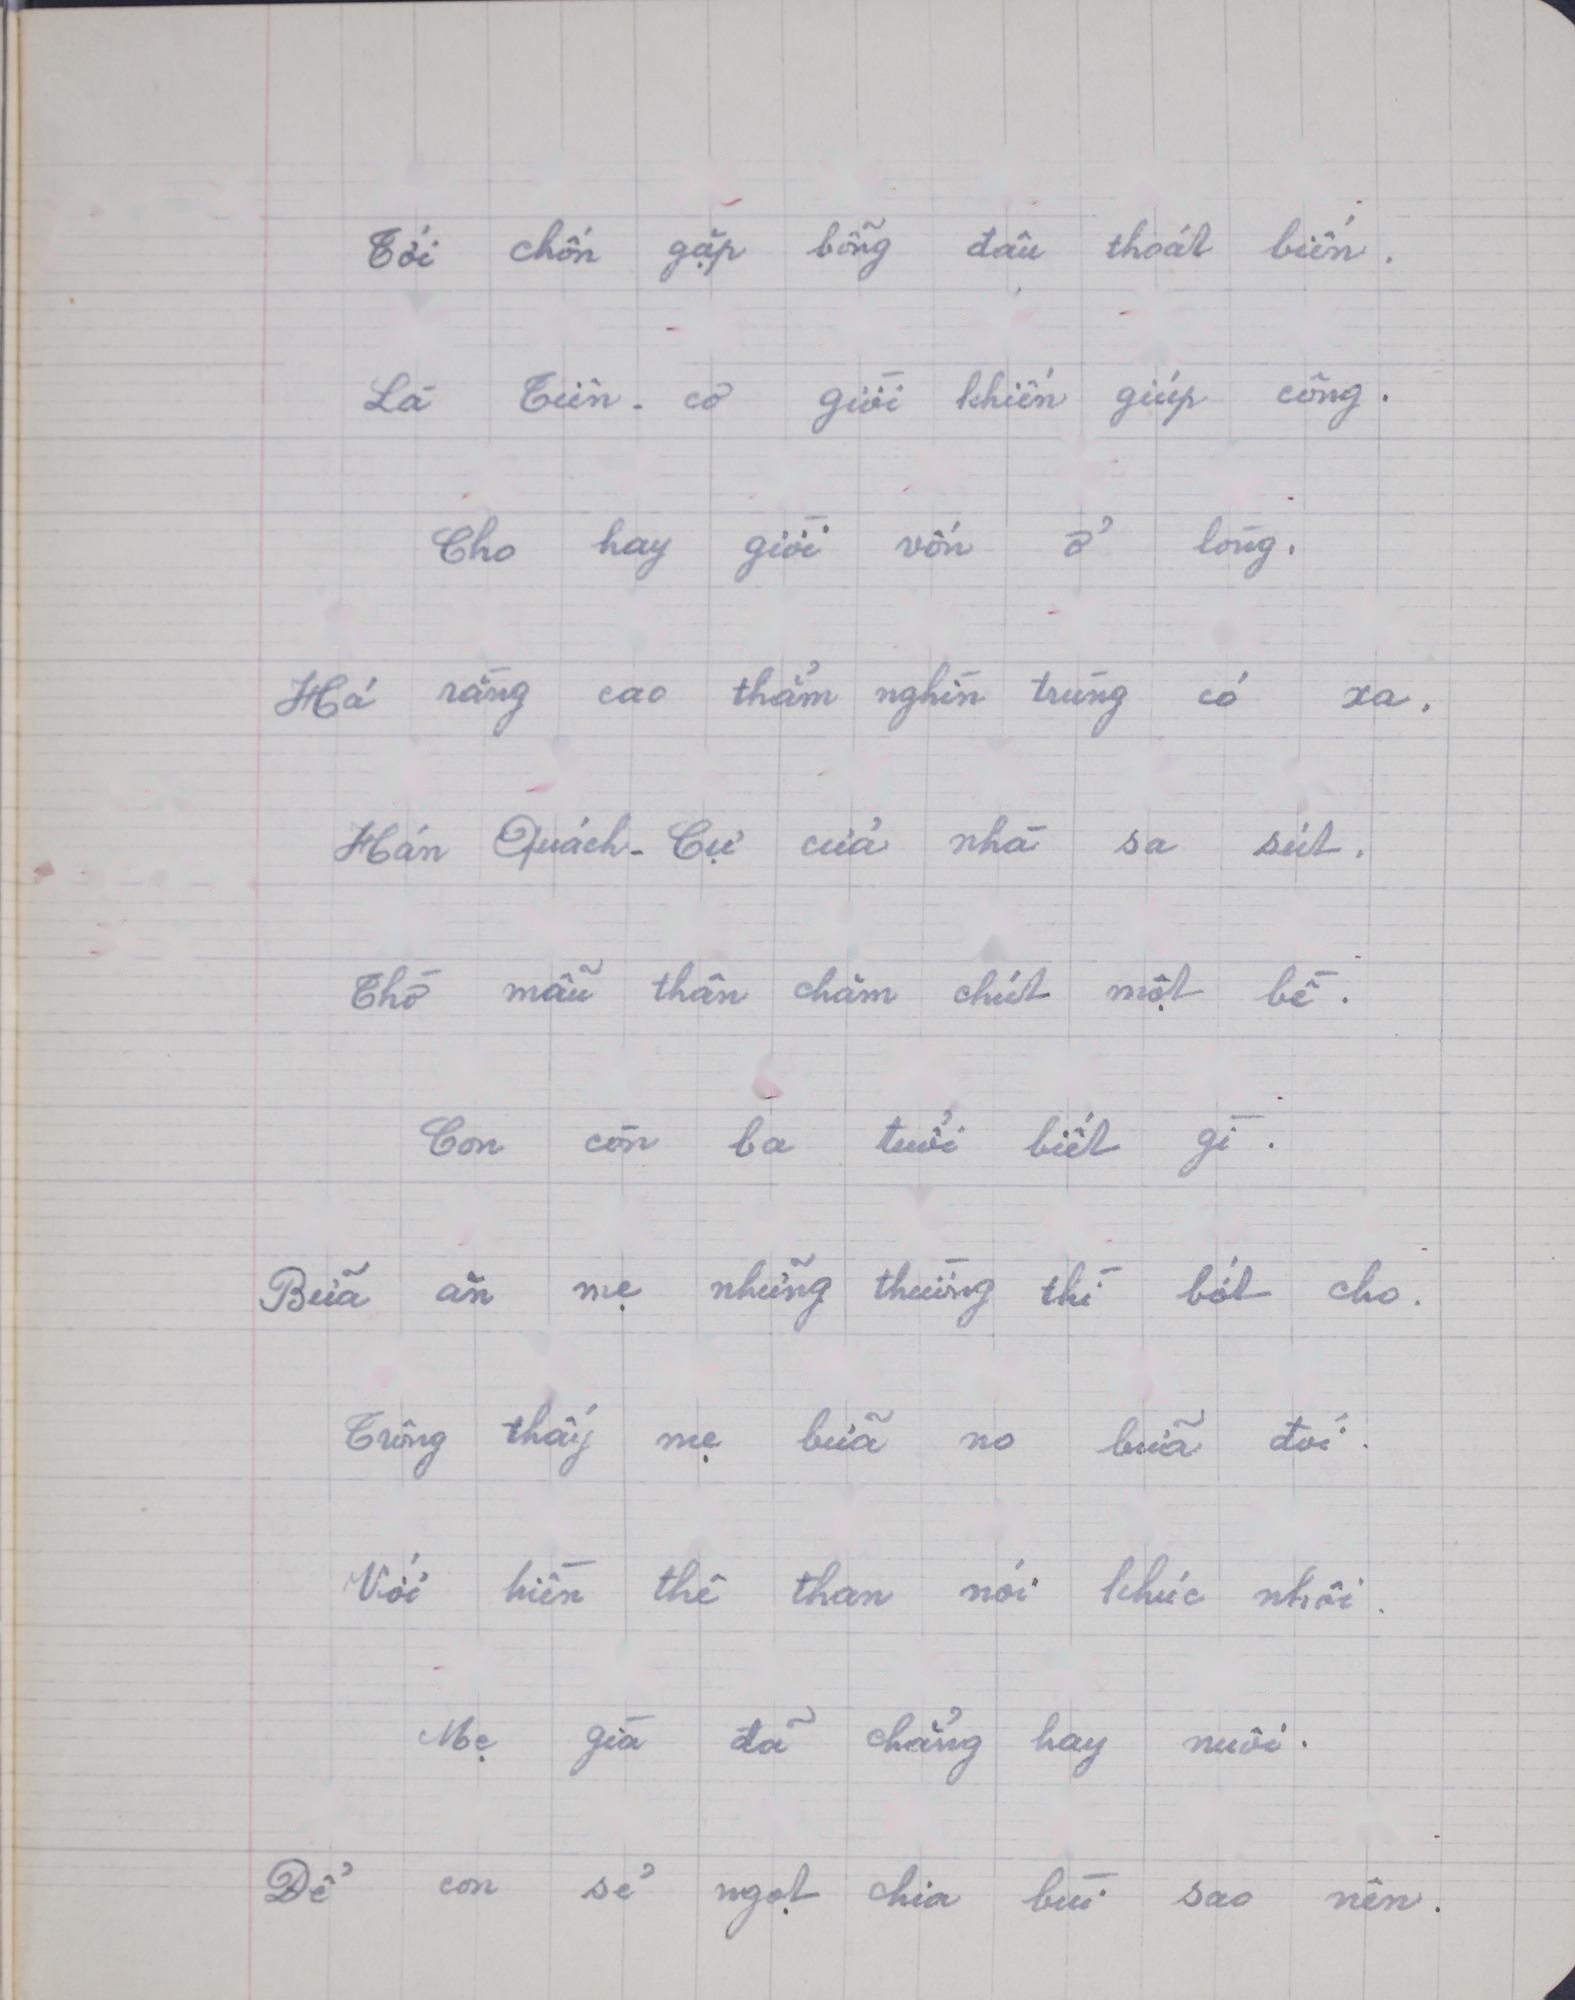 Tới chốn gặp bỗng đâu thoát biến.
Là Tiên-cơ giời khiến giúp công.
Cho hay giời vốn ở lòng.
Há rằng cao thẳm nghìn trùng có xa.
Hán Quách-Cự cửa nhà sa sút.
Thờ mẫu thân chăm chút một bề.
Con còn ba tuổi biết gì.
Bữa ăn mẹ những thường thì bớt cho.
Trông thấy mẹ bữa no bữa đói.
Với hiền thê than nói khúc nhôi.
Mẹ già đã chẳng hay nuôi.
Để con sẻ ngọt chia bùi sao nên.